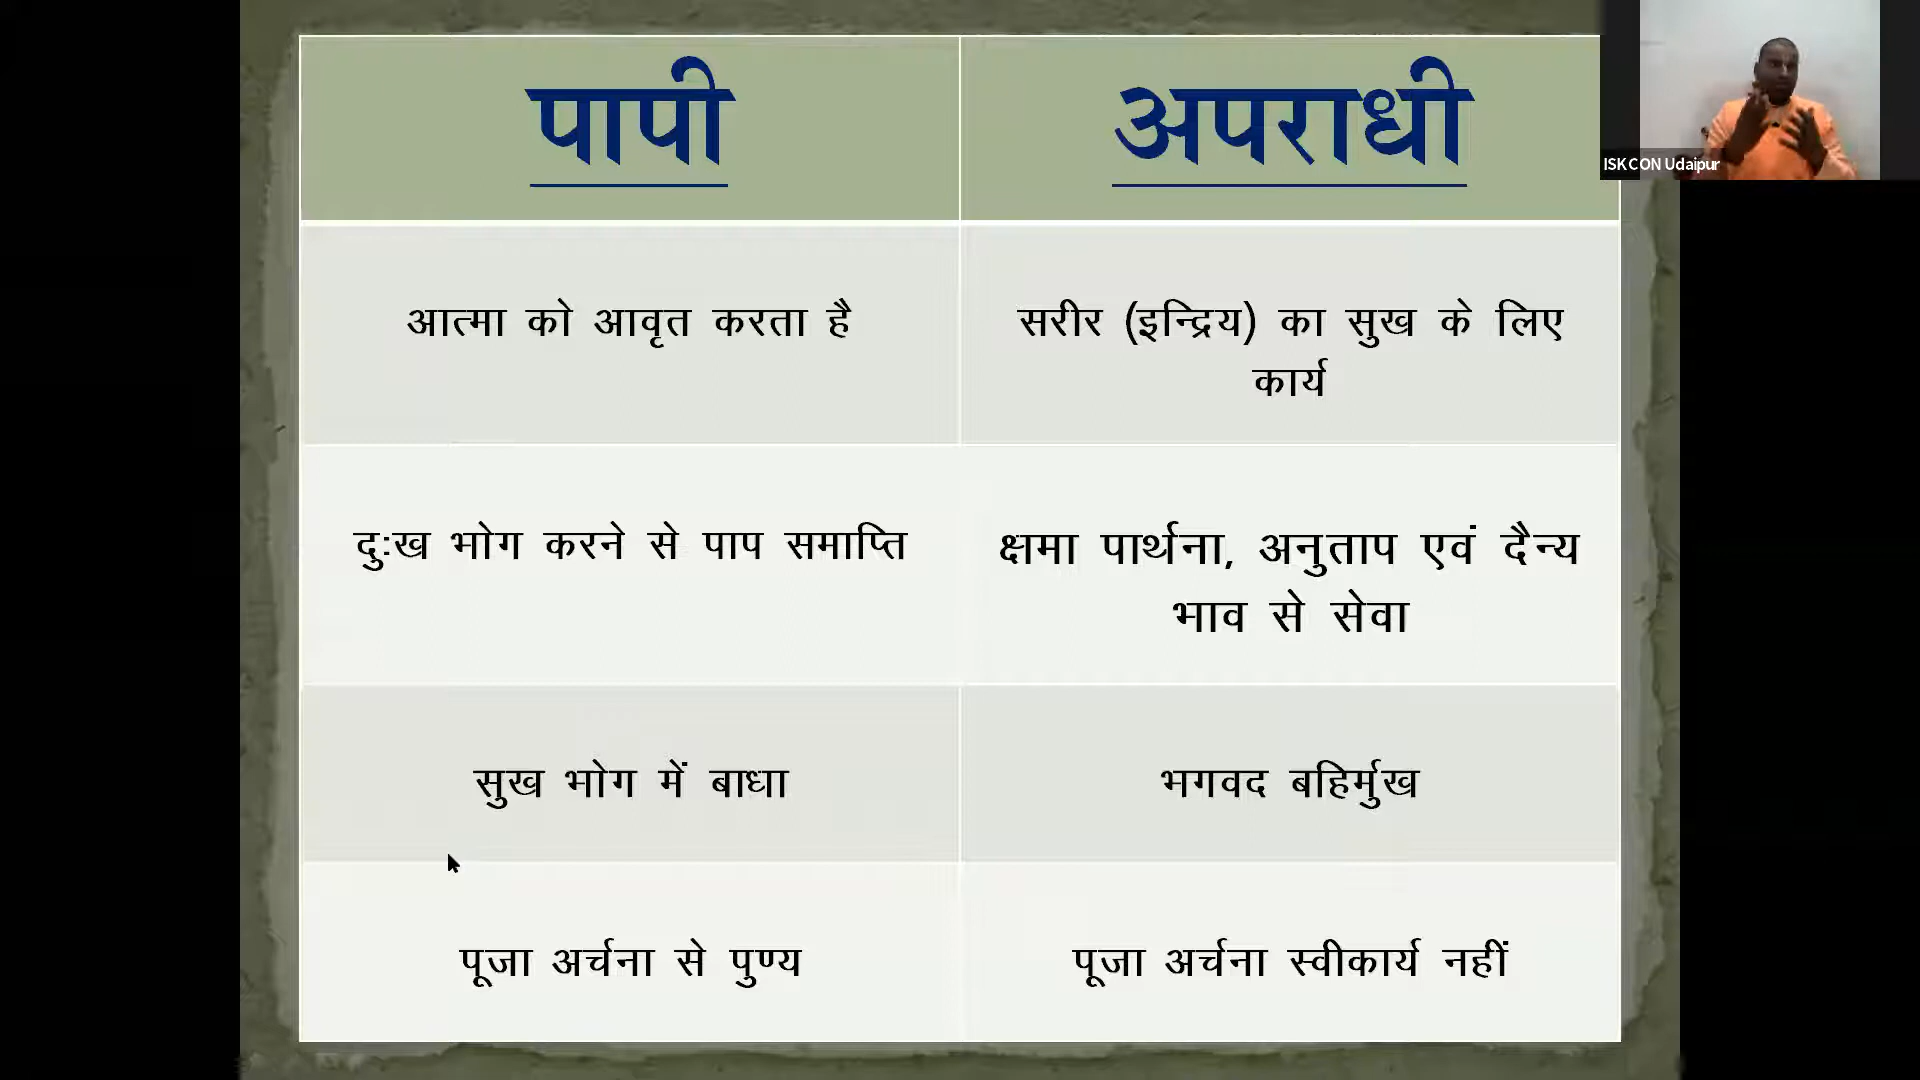 पापी
अपराधी
ISKCON Udaipur
आत्मा को आवृत करता है
सरीर (इन्द्रिय) का सुख के लिए
कार्य
दुःख भोग करने से पाप समाप्ति
क्षमा पार्थना, अनुताप एवं दैन्य
भाव से सेवा
सुख भोग में बाधा
भगवद बहिर्मुख
पूजा अर्चना से पुण्य
पूजा अर्चना स्वीकार्य नहीं